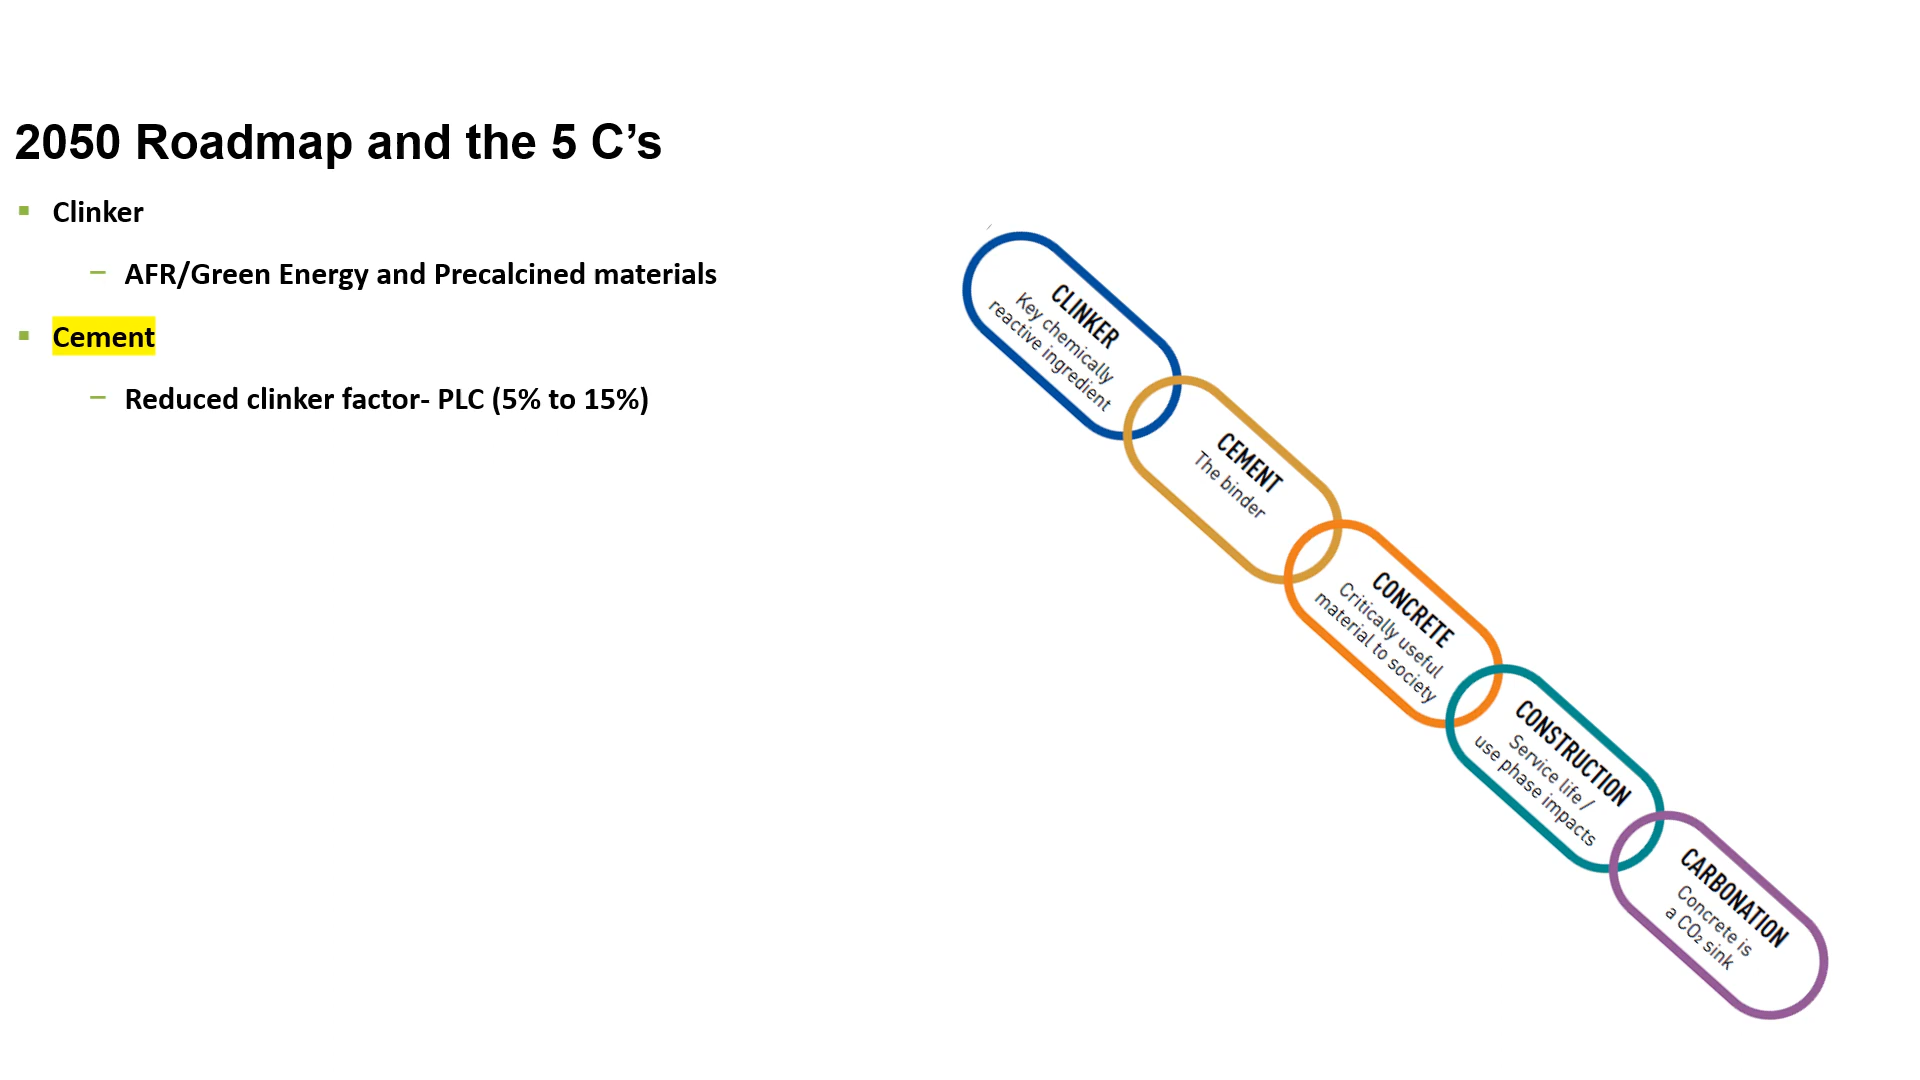 2050 Roadmap and the 5 C’s
▪ Clinker
– AFR/Green Energy and Precalcined materials
▪ Cement
– Reduced clinker factor- PLC (5% to 15%)
CLINKER
Key chemically
reactive ingredient
CEMENT
The binder
CONCRETE
Critically useful
material to society
CONSTRUCTION
Service life /
use phase impacts
CARBONATION
Concrete is
a CO₂ sink